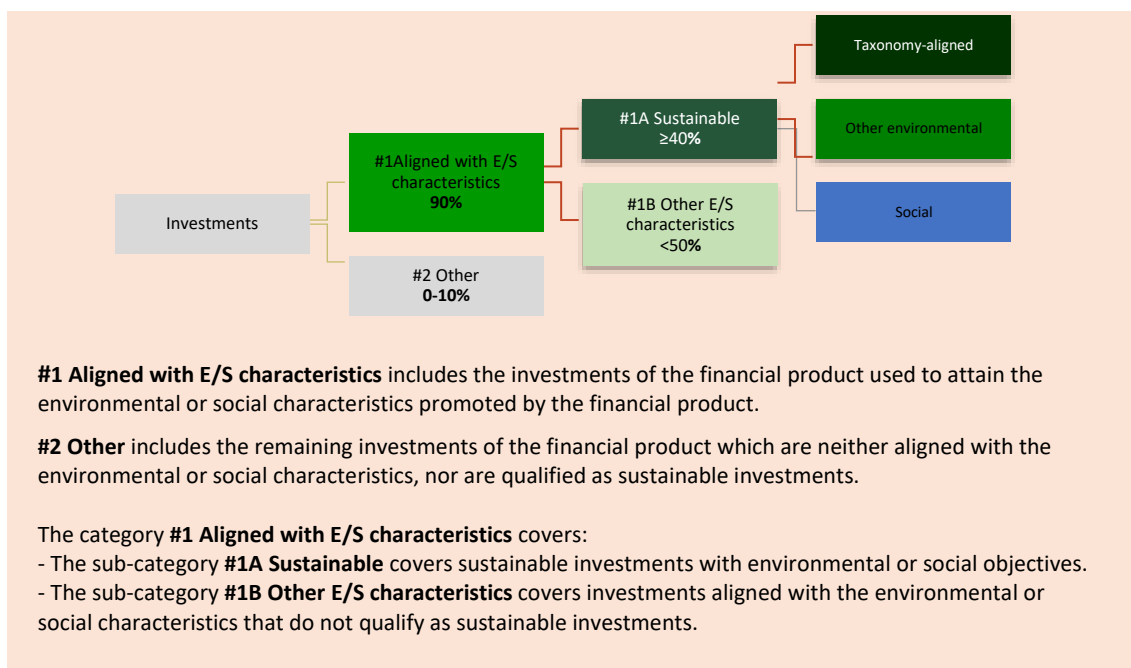 Taxonomy-aligned
#1A Sustainable
≥40%
Other environmental
#1Aligned with E/S
characteristics
90%
#1B Other E/S
characteristics
<50%
Social
Investments
#2 Other
0-10%
#1 Aligned with E/S characteristics includes the investments of the financial product used to attain the
environmental or social characteristics promoted by the financial product.
#2 Other includes the remaining investments of the financial product which are neither aligned with the
environmental or social characteristics, nor are qualified as sustainable investments.
The category #1 Aligned with E/S characteristics covers:
- The sub-category #1A Sustainable covers sustainable investments with environmental or social objectives.
- The sub-category #1B Other E/S characteristics covers investments aligned with the environmental or
social characteristics that do not qualify as sustainable investments.